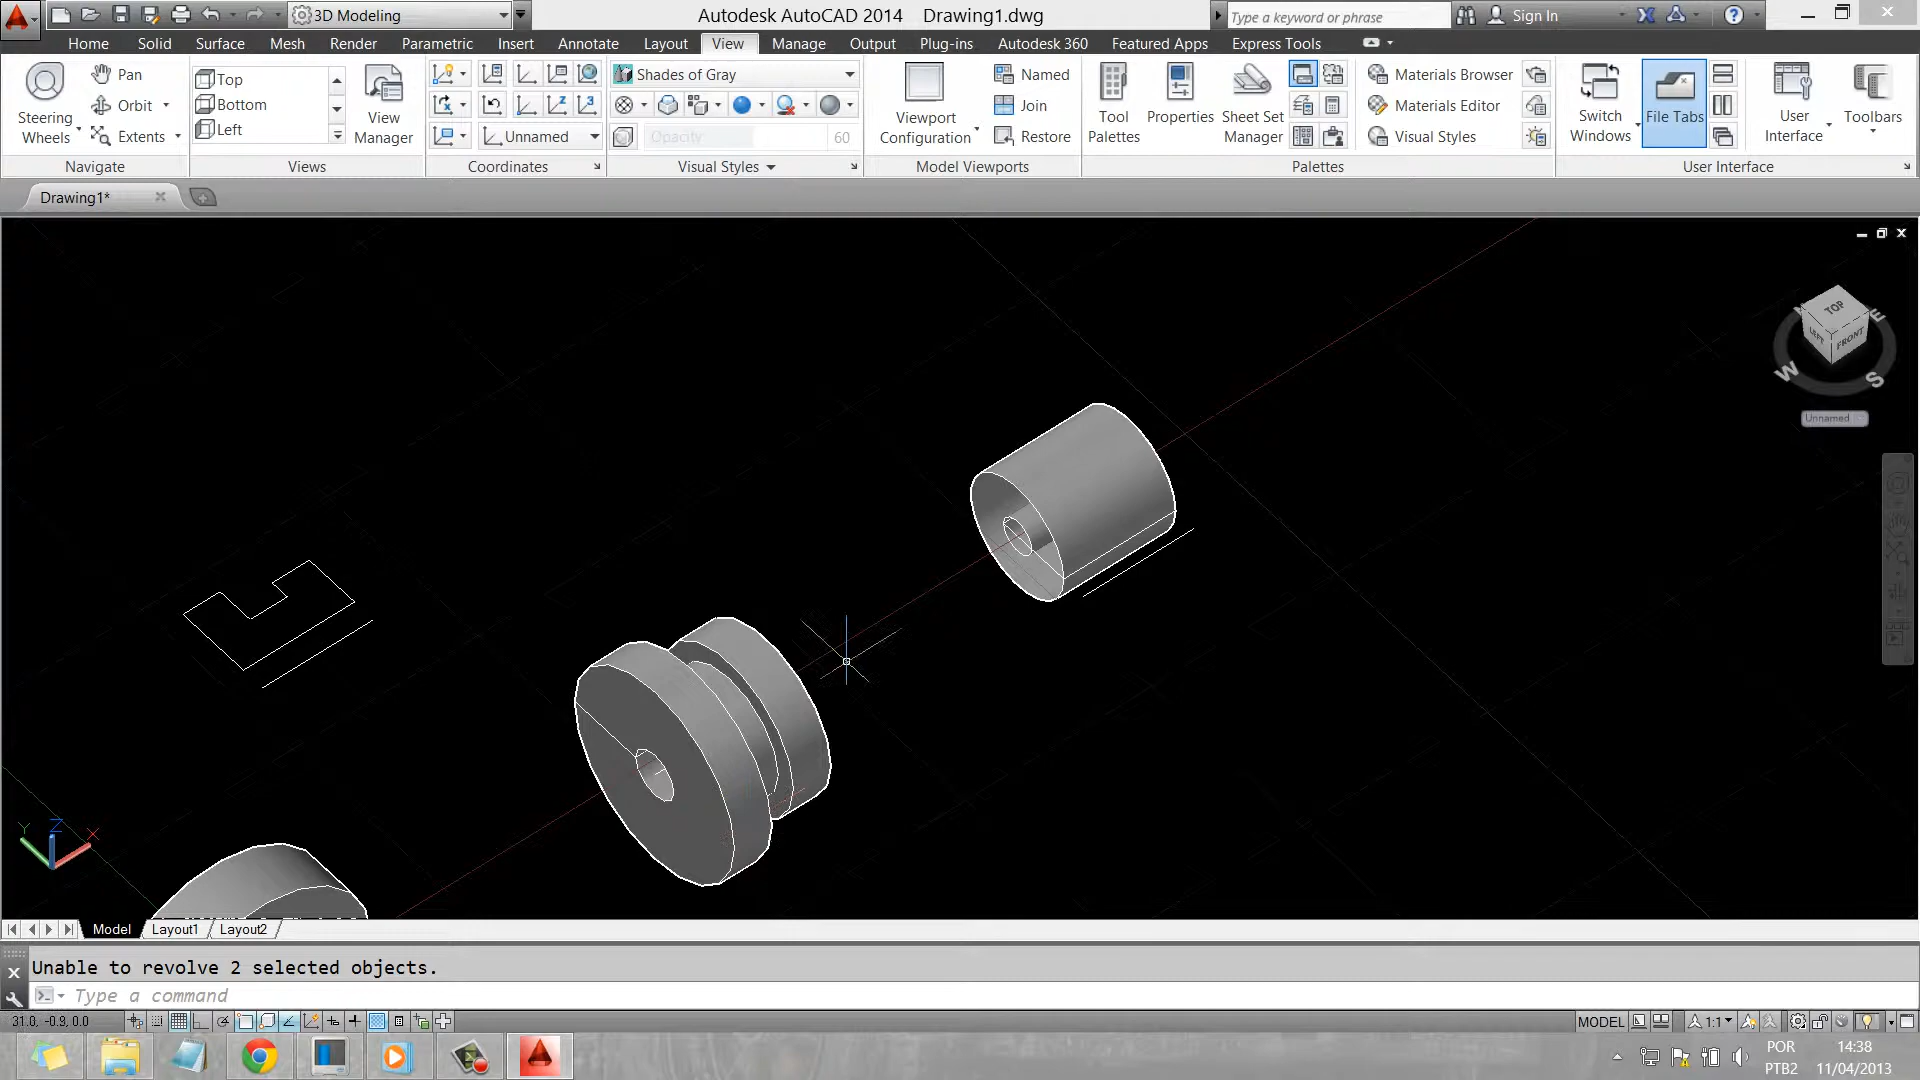 3D Modeling
Autodesk AutoCAD 2014 Drawing1.dwg
Type a keyword or phrase
Sign In
Home Solid Surface Mesh Render Parametric Insert Annotate Layout View Manage Output Plug-ins Autodesk 360 Featured Apps Express Tools
Steering Wheels
Pan
Orbit
Extents
Navigate
Top
Bottom
Left
View Manager
Views
Unnamed
Coordinates
Shades of Gray
Opacity 60
Visual Styles
Viewport Configuration
Named
Join
Restore
Model Viewports
Tool Palettes
Properties
Sheet Set Manager
Materials Browser
Materials Editor
Visual Styles
Palettes
Switch Windows
File Tabs
User Interface
Toolbars
User Interface
Drawing1*
TOP
LEFT
FRONT
E
W
S
Unnamed
Y
Z
X
Model Layout1 Layout2
Unable to revolve 2 selected objects.
Type a command
31.0, -0.9, 0.0
MODEL
1:1
POR
PTB2
14:38
11/04/2013